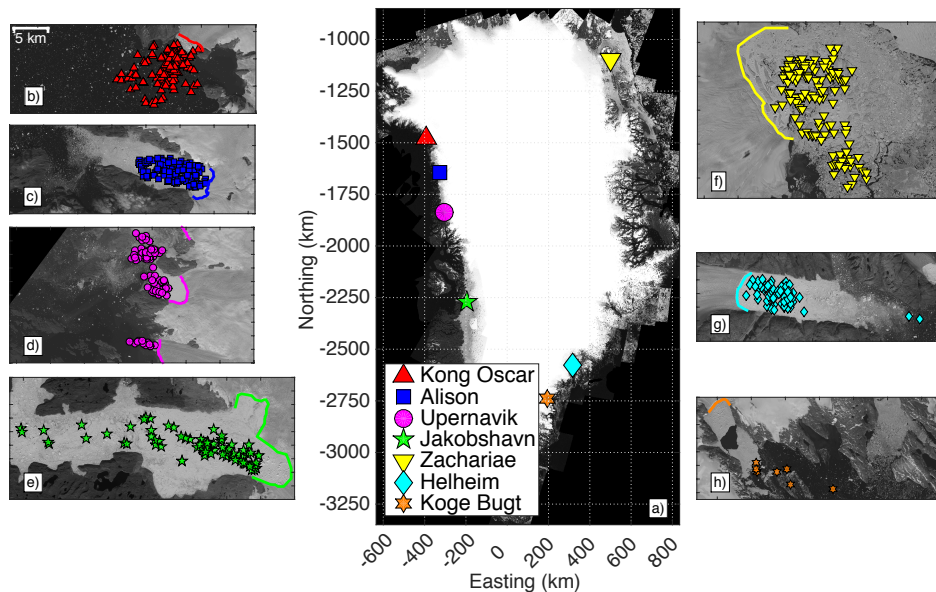 5 km
b)
c)
d)
e)
Northing (km)
-1000
-1250
-1500
-1750
-2000
-2250
-2500
-2750
-3000
-3250
Kong Oscar
Alison
Upernavik
Jakobshavn
Zachariae
Helheim
Koge Bugt
a)
-600
-400
-200
0
200
400
600
800
Easting (km)
f)
g)
h)